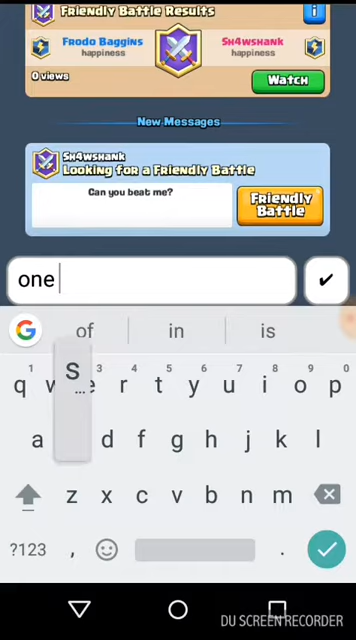 Friendly Battle Results
i
Frodo Baggins
happiness
Sh4wshank
happiness
0 views
Watch
New Messages
Sh4wshank
Looking for a Friendly Battle
Can you beat me?
Friendly Battle
one
G of in is
1 2 3 4 5 6 7 8 9 0
q w e r t y u i o p
a s d f g h j k l
...
z x c v b n m
?123 , .
DU SCREEN RECORDER